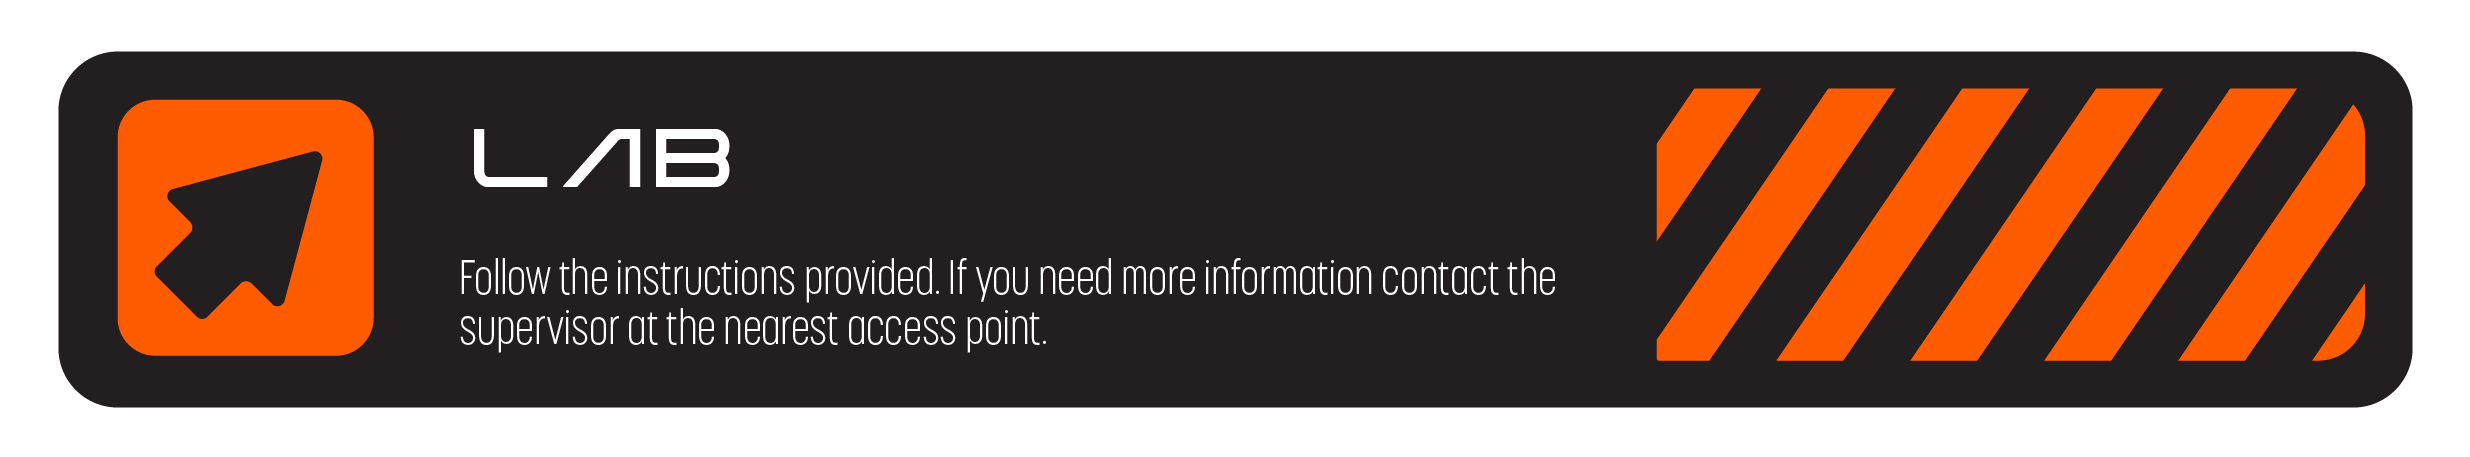 LAB
Follow the instructions provided. If you need more information contact the
supervisor at the nearest access point.